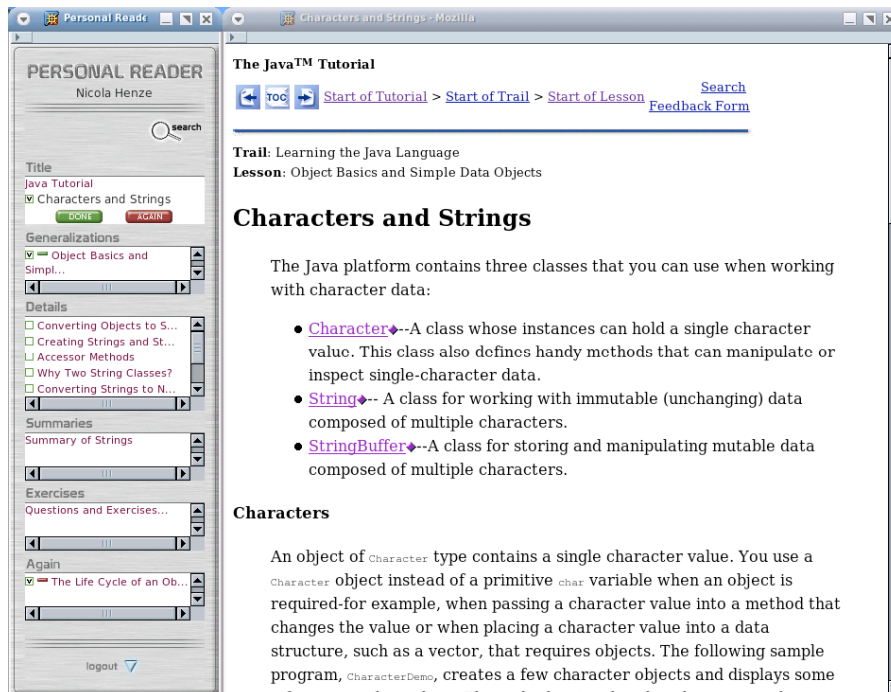 Personal Reade
Characters and Strings - Mozilla
PERSONAL READER
Nicola Henze
search
Title
Java Tutorial
Characters and Strings
DONE
AGAIN
Generalizations
Object Basics and
Simpl...
Details
Converting Objects to S...
Creating Strings and St...
Accessor Methods
Why Two String Classes?
Converting Strings to N...
Summaries
Summary of Strings
Exercises
Questions and Exercises...
Again
The Life Cycle of an Ob...
logout
The Java™ Tutorial
TOC
Start of Tutorial > Start of Trail > Start of Lesson
Search
Feedback Form
Trail: Learning the Java Language
Lesson: Object Basics and Simple Data Objects
Characters and Strings
The Java platform contains three classes that you can use when working
with character data:
Character--A class whose instances can hold a single character
value. This class also defines handy methods that can manipulate or
inspect single-character data.
String-- A class for working with immutable (unchanging) data
composed of multiple characters.
StringBuffer--A class for storing and manipulating mutable data
composed of multiple characters.
Characters
An object of Character type contains a single character value. You use a
Character object instead of a primitive char variable when an object is
required-for example, when passing a character value into a method that
changes the value or when placing a character value into a data
structure, such as a vector, that requires objects. The following sample
program, CharacterDemo, creates a few character objects and displays some